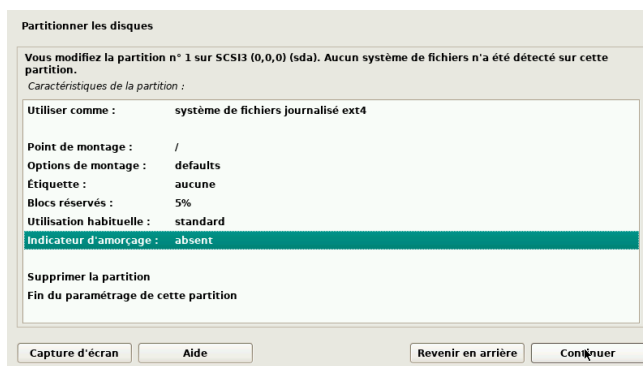 Partitionner les disques
Vous modifiez la partition n° 1 sur SCSI3 (0,0,0) (sda). Aucun système de fichiers n'a été détecté sur cette
partition.
Caractéristiques de la partition :
Utiliser comme : système de fichiers journalisé ext4
Point de montage : /
Options de montage : defaults
Étiquette : aucune
Blocs réservés : 5%
Utilisation habituelle : standard
Indicateur d'amorçage : absent
Supprimer la partition
Fin du paramétrage de cette partition
Capture d'écran Aide Revenir en arrière Continuer